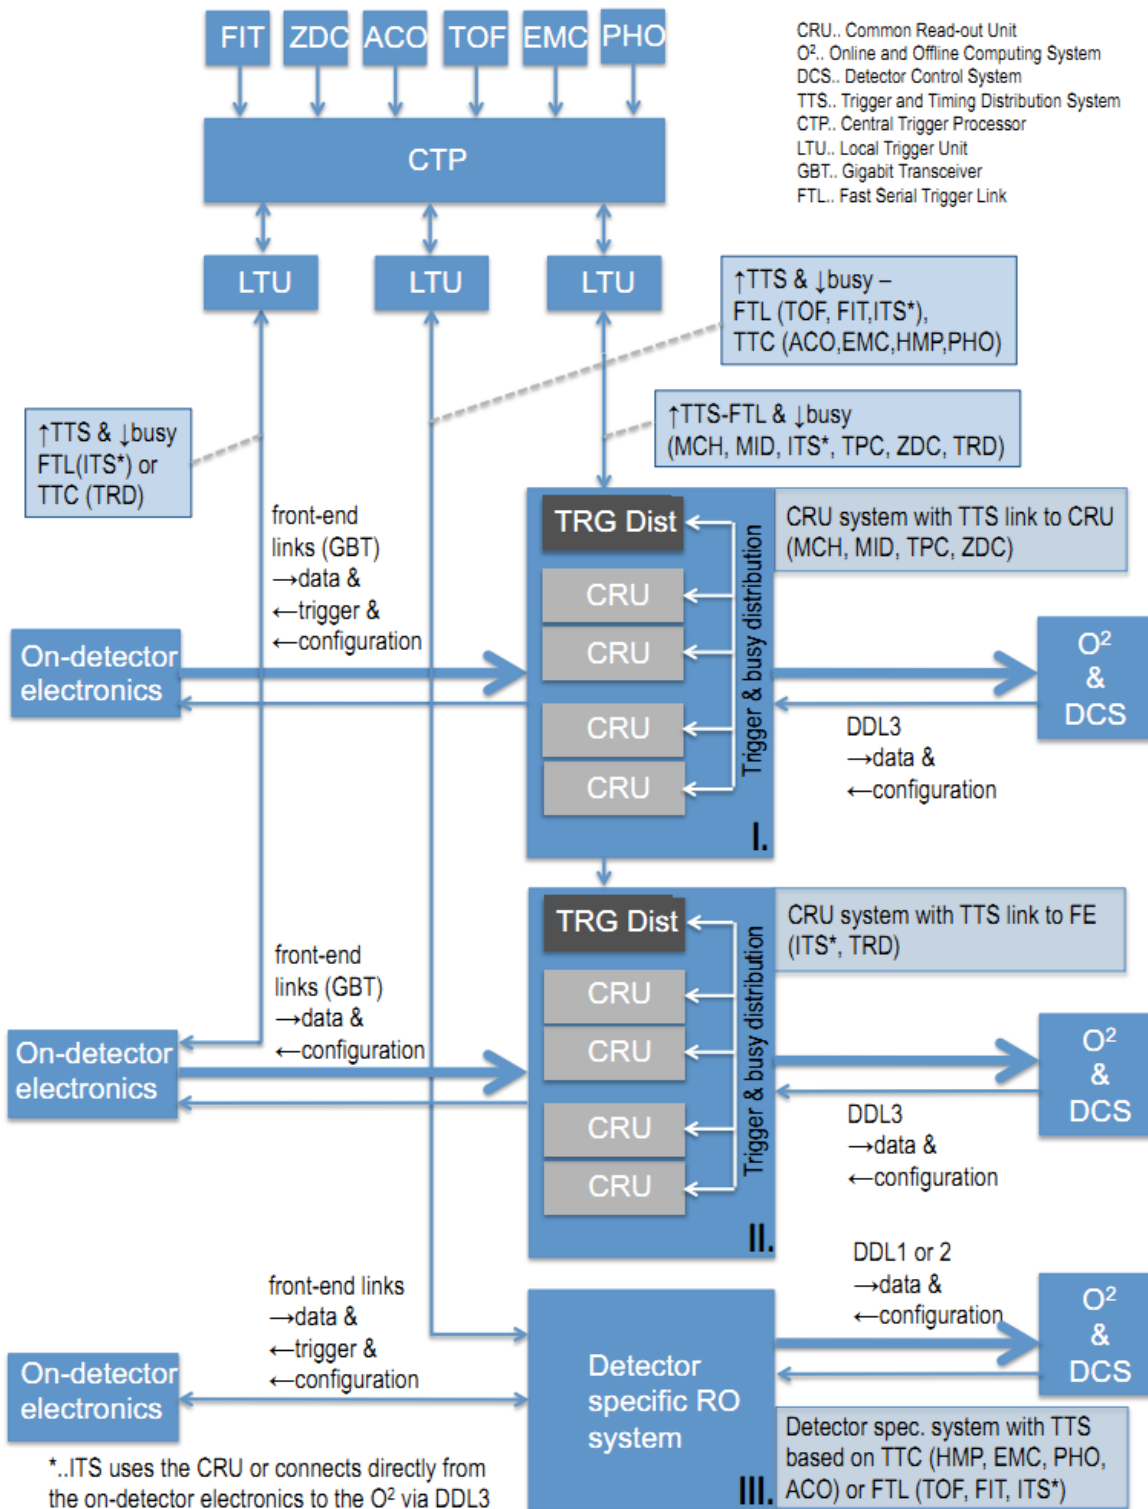 FIT ZDC ACO TOF EMC PHO
CRU.. Common Read-out Unit
O².. Online and Offline Computing System
DCS.. Detector Control System
TTS.. Trigger and Timing Distribution System
CTP.. Central Trigger Processor
LTU.. Local Trigger Unit
GBT.. Gigabit Transceiver
FTL.. Fast Serial Trigger Link
CTP
LTU LTU LTU
↑TTS & ↓busy –
FTL (TOF, FIT,ITS*),
TTC (ACO,EMC,HMP,PHO)
↑TTS-FTL & ↓busy
(MCH, MID, ITS*, TPC, ZDC, TRD)
↑TTS & ↓busy
FTL(ITS*) or
TTC (TRD)
front-end
links (GBT)
→data &
←trigger &
←configuration
On-detector
electronics
TRG Dist
CRU
CRU
CRU
CRU
Trigger & busy distribution
I.
CRU system with TTS link to CRU
(MCH, MID, TPC, ZDC)
O²
&
DCS
DDL3
→data &
←configuration
front-end
links (GBT)
→data &
←configuration
On-detector
electronics
TRG Dist
CRU
CRU
CRU
CRU
Trigger & busy distribution
II.
CRU system with TTS link to FE
(ITS*, TRD)
O²
&
DCS
DDL3
→data &
←configuration
front-end links
→data &
←trigger &
←configuration
On-detector
electronics
Detector
specific RO
system
III.
DDL1 or 2
→data &
←configuration
O²
&
DCS
Detector spec. system with TTS
based on TTC (HMP, EMC, PHO,
ACO) or FTL (TOF, FIT, ITS*)
*..ITS uses the CRU or connects directly from
the on-detector electronics to the O² via DDL3